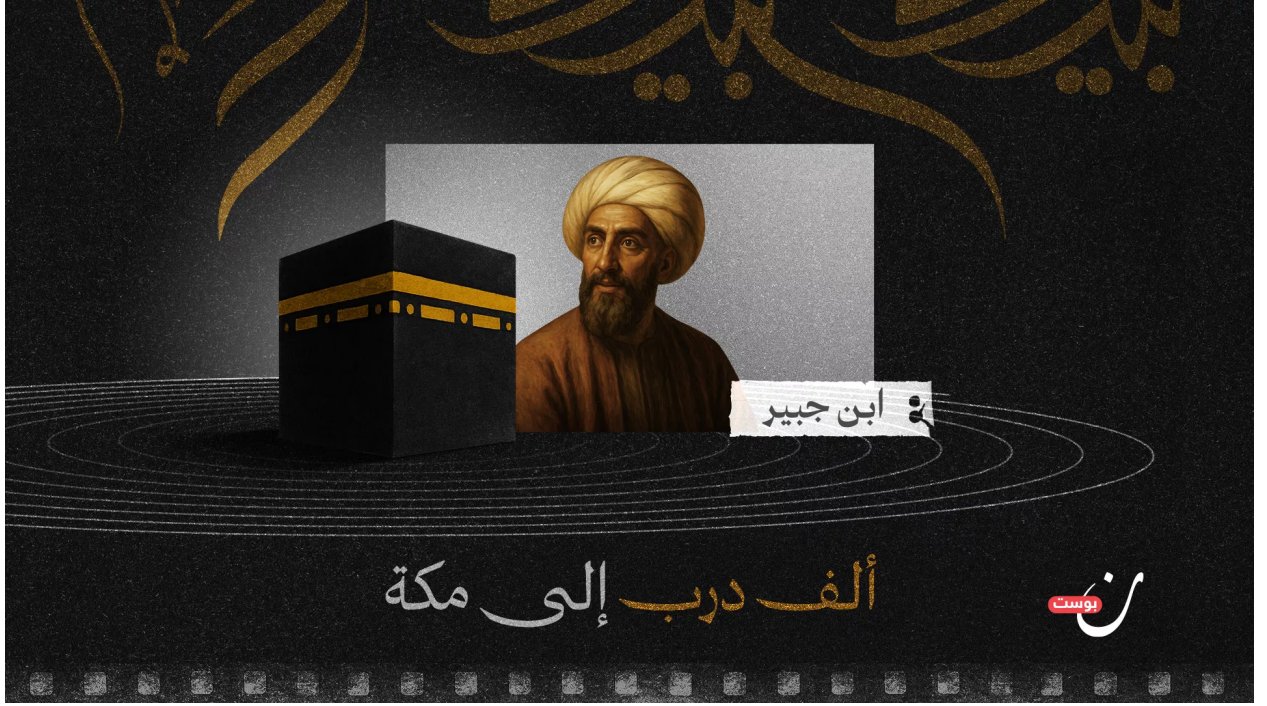 ابن جبير
ألف درب إلى مكة
ن بوست